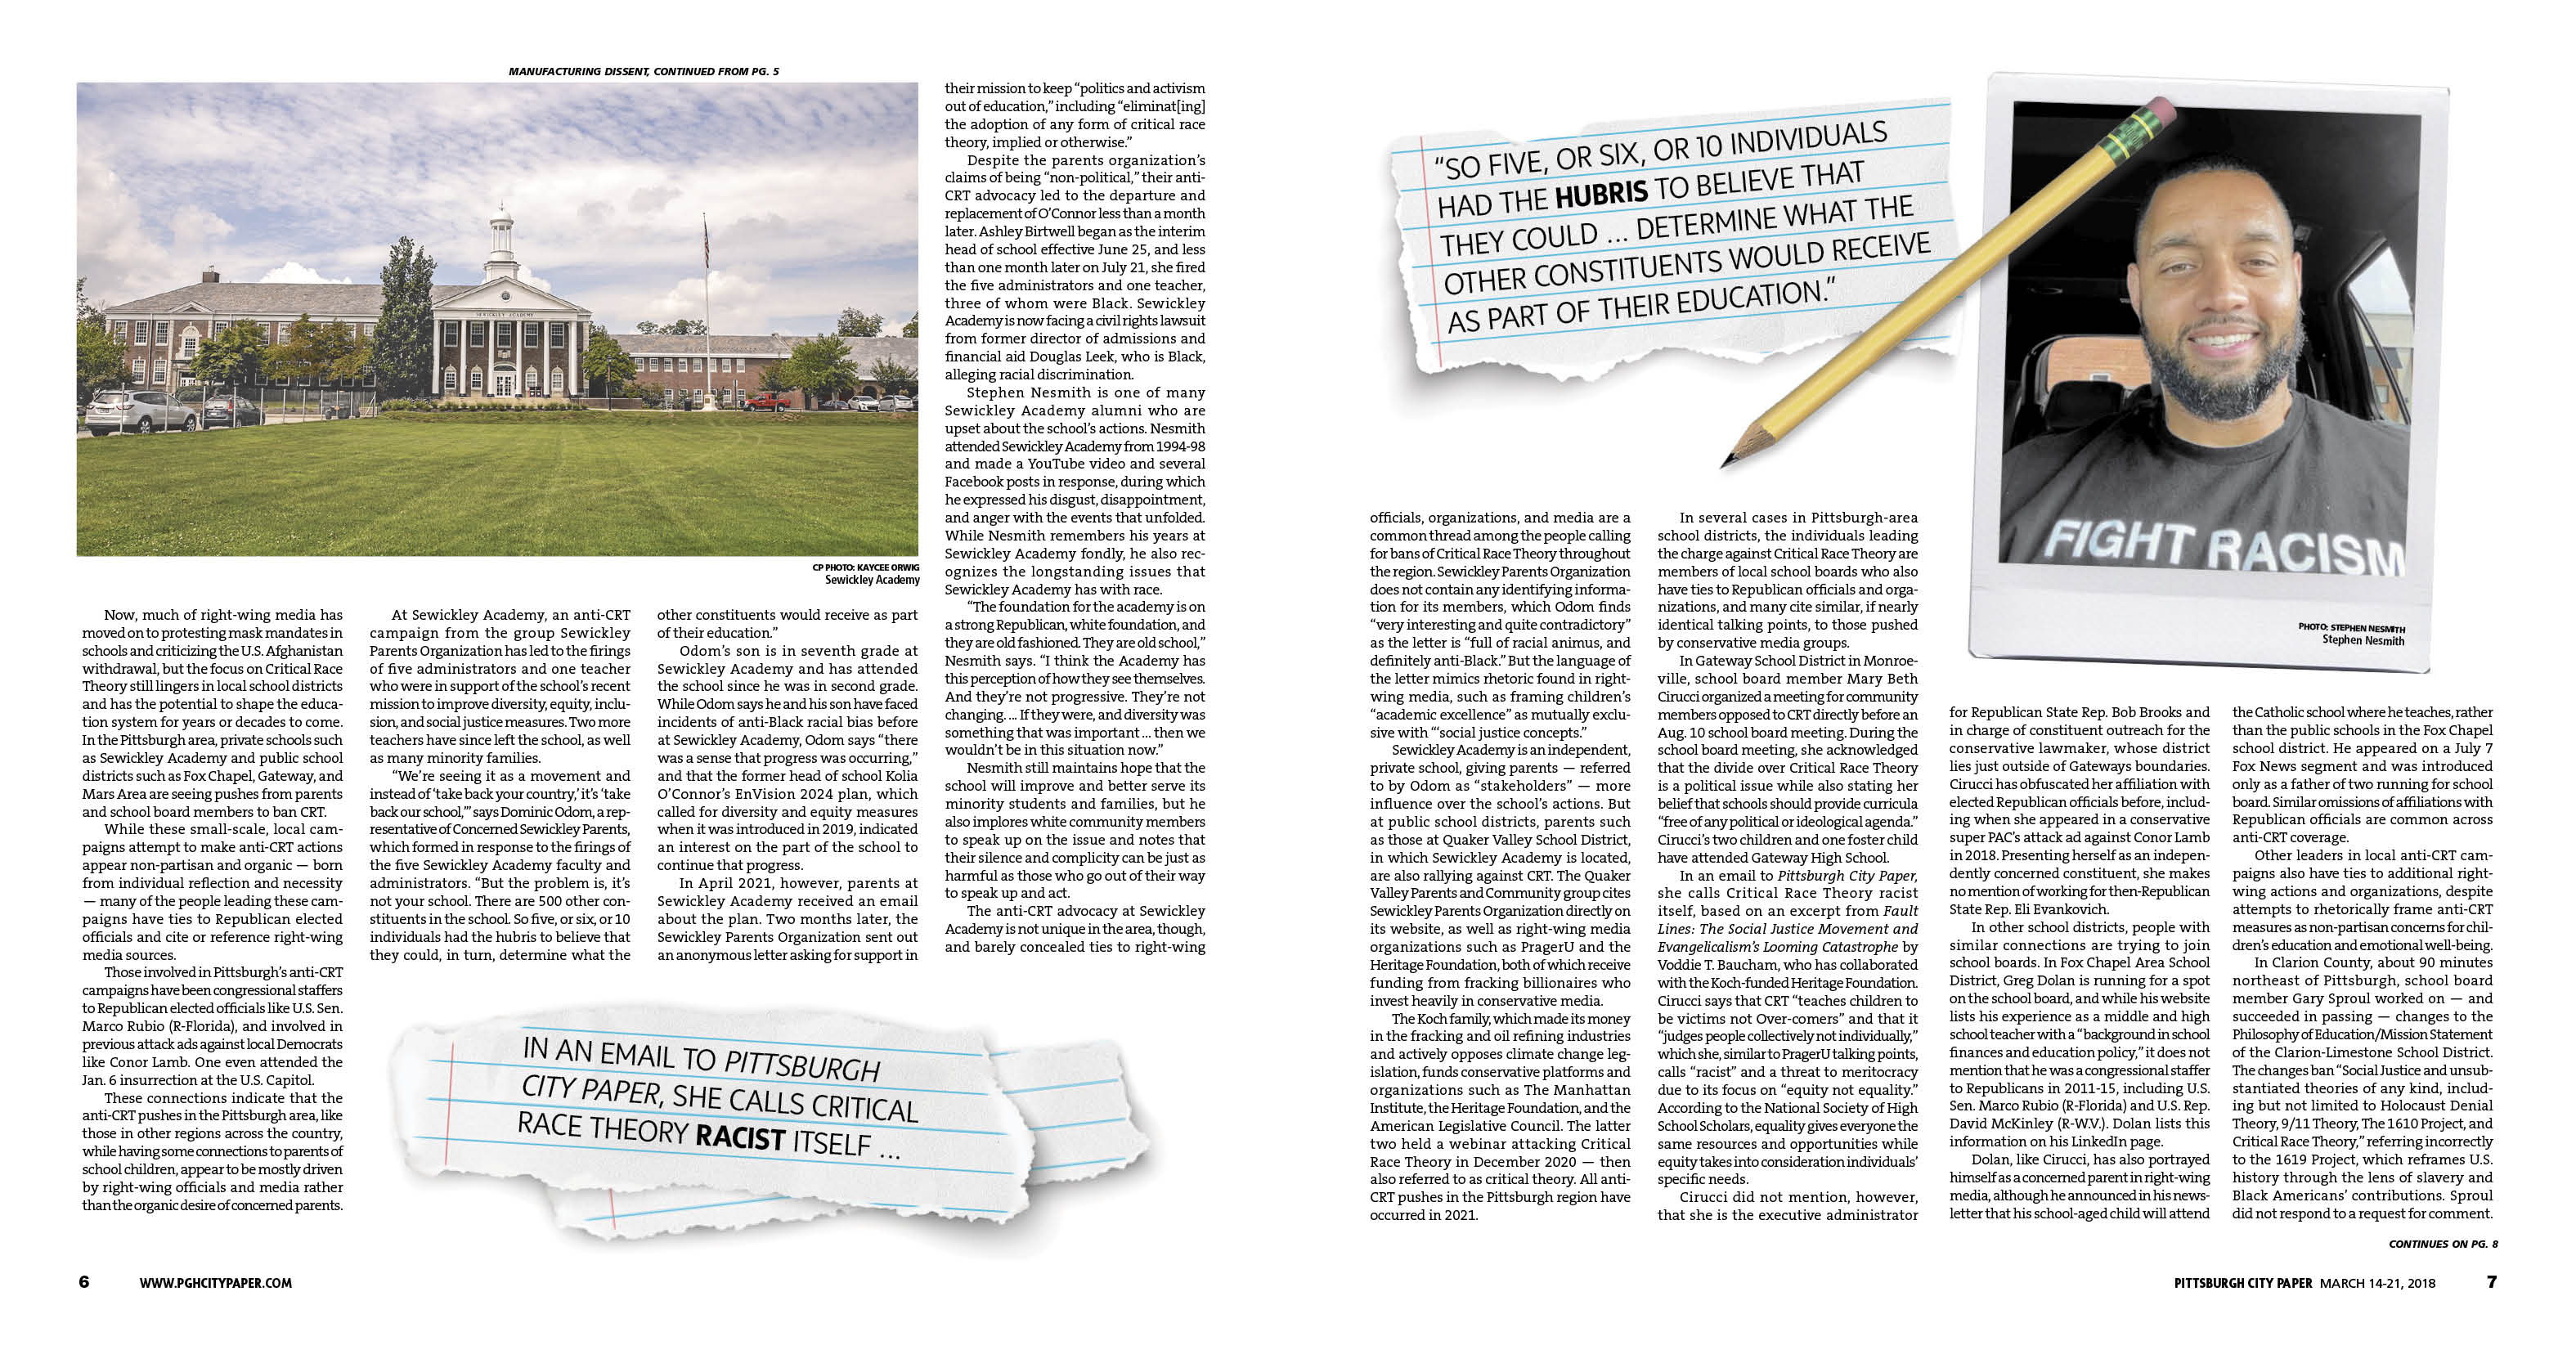 MANUFACTURING DISSENT, CONTINUED FROM PG. 5
SEWICKLEY ACADEMY
CP PHOTO: KAYCEE ORWIG
Sewickley Academy
Now, much of right-wing media has
moved on to protesting mask mandates in
schools and criticizing the U.S. Afghanistan
withdrawal, but the focus on Critical Race
Theory still lingers in local school districts
and has the potential to shape the educa-
tion system for years or decades to come.
In the Pittsburgh area, private schools such
as Sewickley Academy and public school
districts such as Fox Chapel, Gateway, and
Mars Area are seeing pushes from parents
and school board members to ban CRT.
While these small-scale, local cam-
paigns attempt to make anti-CRT actions
appear non-partisan and organic — born
from individual reflection and necessity
— many of the people leading these cam-
paigns have ties to Republican elected
officials and cite or reference right-wing
media sources.
Those involved in Pittsburgh’s anti-CRT
campaigns have been congressional staffers
to Republican elected officials like U.S. Sen.
Marco Rubio (R-Florida), and involved in
previous attack ads against local Democrats
like Conor Lamb. One even attended the
Jan. 6 insurrection at the U.S. Capitol.
These connections indicate that the
anti-CRT pushes in the Pittsburgh area, like
those in other regions across the country,
while having some connections to parents of
school children, appear to be mostly driven
by right-wing officials and media rather
than the organic desire of concerned parents.
At Sewickley Academy, an anti-CRT
campaign from the group Sewickley
Parents Organization has led to the firings
of five administrators and one teacher
who were in support of the school’s recent
mission to improve diversity, equity, inclu-
sion, and social justice measures. Two more
teachers have since left the school, as well
as many minority families.
“We’re seeing it as a movement and
instead of ‘take back your country,’ it’s ‘take
back our school,’” says Dominic Odom, a rep-
resentative of Concerned Sewickley Parents,
which formed in response to the firings of
the five Sewickley Academy faculty and
administrators. “But the problem is, it’s
not your school. There are 500 other con-
stituents in the school. So five, or six, or 10
individuals had the hubris to believe that
they could, in turn, determine what the
other constituents would receive as part
of their education.”
Odom’s son is in seventh grade at
Sewickley Academy and has attended
the school since he was in second grade.
While Odom says he and his son have faced
incidents of anti-Black racial bias before
at Sewickley Academy, Odom says “there
was a sense that progress was occurring,”
and that the former head of school Kolia
O’Connor’s EnVision 2024 plan, which
called for diversity and equity measures
when it was introduced in 2019, indicated
an interest on the part of the school to
continue that progress.
In April 2021, however, parents at
Sewickley Academy received an email
about the plan. Two months later, the
Sewickley Parents Organization sent out
an anonymous letter asking for support in
their mission to keep “politics and activism
out of education,” including “eliminat[ing]
the adoption of any form of critical race
theory, implied or otherwise.”
Despite the parents organization’s
claims of being “non-political,” their anti-
CRT advocacy led to the departure and
replacement of O’Connor less than a month
later. Ashley Birtwell began as the interim
head of school effective June 25, and less
than one month later on July 21, she fired
the five administrators and one teacher,
three of whom were Black. Sewickley
Academy is now facing a civil rights lawsuit
from former director of admissions and
financial aid Douglas Leek, who is Black,
alleging racial discrimination.
Stephen Nesmith is one of many
Sewickley Academy alumni who are
upset about the school’s actions. Nesmith
attended Sewickley Academy from 1994-98
and made a YouTube video and several
Facebook posts in response, during which
he expressed his disgust, disappointment,
and anger with the events that unfolded.
While Nesmith remembers his years at
Sewickley Academy fondly, he also rec-
ognizes the longstanding issues that
Sewickley Academy has with race.
“The foundation for the academy is on
a strong Republican, white foundation, and
they are old fashioned. They are old school,”
Nesmith says. “I think the Academy has
this perception of how they see themselves.
And they’re not progressive. They’re not
changing. ... If they were, and diversity was
something that was important ... then we
wouldn’t be in this situation now.”
Nesmith still maintains hope that the
school will improve and better serve its
minority students and families, but he
also implores white community members
to speak up on the issue and notes that
their silence and complicity can be just as
harmful as those who go out of their way
to speak up and act.
The anti-CRT advocacy at Sewickley
Academy is not unique in the area, though,
and barely concealed ties to right-wing
IN AN EMAIL TO PITTSBURGH
CITY PAPER, SHE CALLS CRITICAL
RACE THEORY RACIST ITSELF ...
6 WWW.PGHCITYPAPER.COM
“SO FIVE, OR SIX, OR 10 INDIVIDUALS
HAD THE HUBRIS TO BELIEVE THAT
THEY COULD ... DETERMINE WHAT THE
OTHER CONSTITUENTS WOULD RECEIVE
AS PART OF THEIR EDUCATION.”
FIGHT RACISM
PHOTO: STEPHEN NESMITH
Stephen Nesmith
officials, organizations, and media are a
common thread among the people calling
for bans of Critical Race Theory throughout
the region. Sewickley Parents Organization
does not contain any identifying informa-
tion for its members, which Odom finds
“very interesting and quite contradictory”
as the letter is “full of racial animus, and
definitely anti-Black.” But the language of
the letter mimics rhetoric found in right-
wing media, such as framing children’s
“academic excellence” as mutually exclu-
sive with “‘social justice concepts.”
Sewickley Academy is an independent,
private school, giving parents — referred
to by Odom as “stakeholders” — more
influence over the school’s actions. But
at public school districts, parents such
as those at Quaker Valley School District,
in which Sewickley Academy is located,
are also rallying against CRT. The Quaker
Valley Parents and Community group cites
Sewickley Parents Organization directly on
its website, as well as right-wing media
organizations such as PragerU and the
Heritage Foundation, both of which receive
funding from fracking billionaires who
invest heavily in conservative media.
The Koch family, which made its money
in the fracking and oil refining industries
and actively opposes climate change leg-
islation, funds conservative platforms and
organizations such as The Manhattan
Institute, the Heritage Foundation, and the
American Legislative Council. The latter
two held a webinar attacking Critical
Race Theory in December 2020 — then
also referred to as critical theory. All anti-
CRT pushes in the Pittsburgh region have
occurred in 2021.
In several cases in Pittsburgh-area
school districts, the individuals leading
the charge against Critical Race Theory are
members of local school boards who also
have ties to Republican officials and orga-
nizations, and many cite similar, if nearly
identical talking points, to those pushed
by conservative media groups.
In Gateway School District in Monroe-
ville, school board member Mary Beth
Cirucci organized a meeting for community
members opposed to CRT directly before an
Aug. 10 school board meeting. During the
school board meeting, she acknowledged
that the divide over Critical Race Theory
is a political issue while also stating her
belief that schools should provide curricula
“free of any political or ideological agenda.”
Cirucci’s two children and one foster child
have attended Gateway High School.
In an email to Pittsburgh City Paper,
she calls Critical Race Theory racist
itself, based on an excerpt from Fault
Lines: The Social Justice Movement and
Evangelicalism’s Looming Catastrophe by
Voddie T. Baucham, who has collaborated
with the Koch-funded Heritage Foundation.
Cirucci says that CRT “teaches children to
be victims not Over-comers” and that it
“judges people collectively not individually,”
which she, similar to PragerU talking points,
calls “racist” and a threat to meritocracy
due to its focus on “equity not equality.”
According to the National Society of High
School Scholars, equality gives everyone the
same resources and opportunities while
equity takes into consideration individuals’
specific needs.
Cirucci did not mention, however,
that she is the executive administrator
for Republican State Rep. Bob Brooks and
in charge of constituent outreach for the
conservative lawmaker, whose district
lies just outside of Gateways boundaries.
Cirucci has obfuscated her affiliation with
elected Republican officials before, includ-
ing when she appeared in a conservative
super PAC’s attack ad against Conor Lamb
in 2018. Presenting herself as an indepen-
dently concerned constituent, she makes
no mention of working for then-Republican
State Rep. Eli Evankovich.
In other school districts, people with
similar connections are trying to join
school boards. In Fox Chapel Area School
District, Greg Dolan is running for a spot
on the school board, and while his website
lists his experience as a middle and high
school teacher with a “background in school
finances and education policy,” it does not
mention that he was a congressional staffer
to Republicans in 2011-15, including U.S.
Sen. Marco Rubio (R-Florida) and U.S. Rep.
David McKinley (R-W.V.). Dolan lists this
information on his LinkedIn page.
Dolan, like Cirucci, has also portrayed
himself as a concerned parent in right-wing
media, although he announced in his news-
letter that his school-aged child will attend
the Catholic school where he teaches, rather
than the public schools in the Fox Chapel
school district. He appeared on a July 7
Fox News segment and was introduced
only as a father of two running for school
board. Similar omissions of affiliations with
Republican officials are common across
anti-CRT coverage.
Other leaders in local anti-CRT cam-
paigns also have ties to additional right-
wing actions and organizations, despite
attempts to rhetorically frame anti-CRT
measures as non-partisan concerns for chil-
dren’s education and emotional well-being.
In Clarion County, about 90 minutes
northeast of Pittsburgh, school board
member Gary Sproul worked on — and
succeeded in passing — changes to the
Philosophy of Education/Mission Statement
of the Clarion-Limestone School District.
The changes ban “Social Justice and unsub-
stantiated theories of any kind, includ-
ing but not limited to Holocaust Denial
Theory, 9/11 Theory, The 1610 Project, and
Critical Race Theory,” referring incorrectly
to the 1619 Project, which reframes U.S.
history through the lens of slavery and
Black Americans’ contributions. Sproul
did not respond to a request for comment.
CONTINUES ON PG. 8
PITTSBURGH CITY PAPER MARCH 14-21, 2018 7